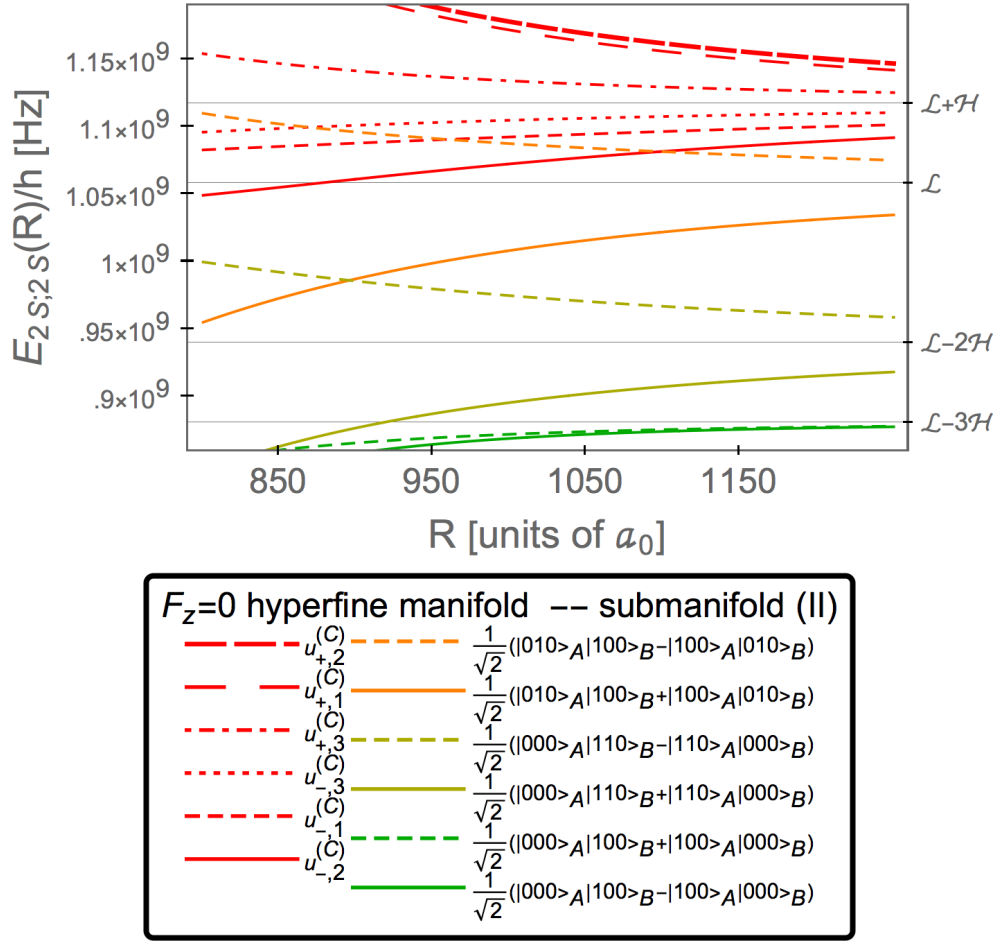 E2 S;2 S(R)/h [Hz]
1.15×10⁹
1.1×10⁹
1.05×10⁹
1×10⁹
.95×10⁹
.9×10⁹
ℒ+ℋ
ℒ
ℒ−2ℋ
ℒ−3ℋ
850 950 1050 1150
R [units of a0]
Fz=0 hyperfine manifold -- submanifold (II)
u+,2(C)
u+,1(C)
u+,3(C)
u−,3(C)
u−,1(C)
u−,2(C)
1/√2 (|010>A|100>B−|100>A|010>B)
1/√2 (|010>A|100>B+|100>A|010>B)
1/√2 (|000>A|110>B−|110>A|000>B)
1/√2 (|000>A|110>B+|110>A|000>B)
1/√2 (|000>A|100>B+|100>A|000>B)
1/√2 (|000>A|100>B−|100>A|000>B)